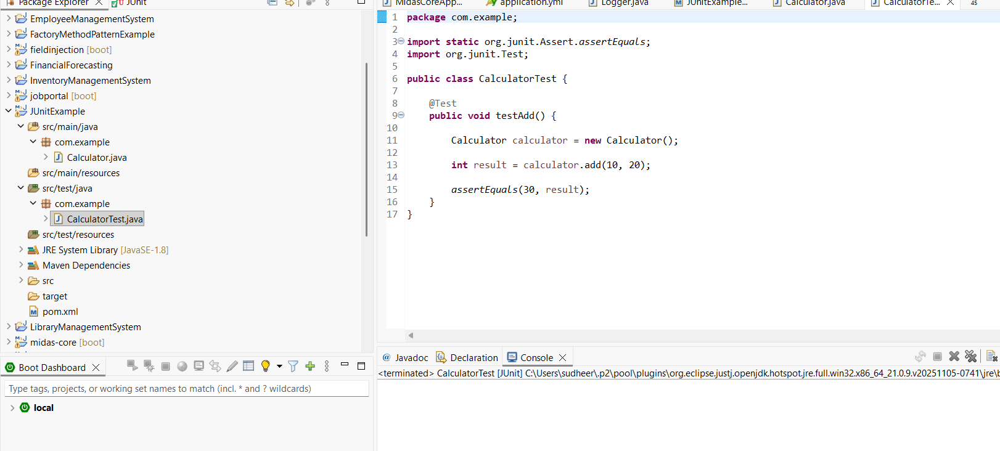 Package Explorer
JUnit
EmployeeManagementSystem
FactoryMethodPatternExample
fieldinjection [boot]
FinancialForecasting
InventoryManagementSystem
jobportal [boot]
JUnitExample
src/main/java
com.example
Calculator.java
src/main/resources
src/test/java
com.example
CalculatorTest.java
src/test/resources
JRE System Library [JavaSE-1.8]
Maven Dependencies
src
target
pom.xml
LibraryManagementSystem
midas-core [boot]
Boot Dashboard
Type tags, projects, or working set names to match (incl. * and ? wildcards)
local
MidasCoreApp...
application.yml
Logger.java
JUnitExample...
Calculator.java
CalculatorTe...
45
1 package com.example;
2
3 import static org.junit.Assert.assertEquals;
4 import org.junit.Test;
5
6 public class CalculatorTest {
7
8 @Test
9 public void testAdd() {
10
11 Calculator calculator = new Calculator();
12
13 int result = calculator.add(10, 20);
14
15 assertEquals(30, result);
16 }
17 }
@ Javadoc
Declaration
Console
<terminated> CalculatorTest [JUnit] C:\Users\sudheer\.p2\pool\plugins\org.eclipse.justj.openjdk.hotspot.jre.full.win32.x86_64_21.0.9.v20251105-0741\jre\b